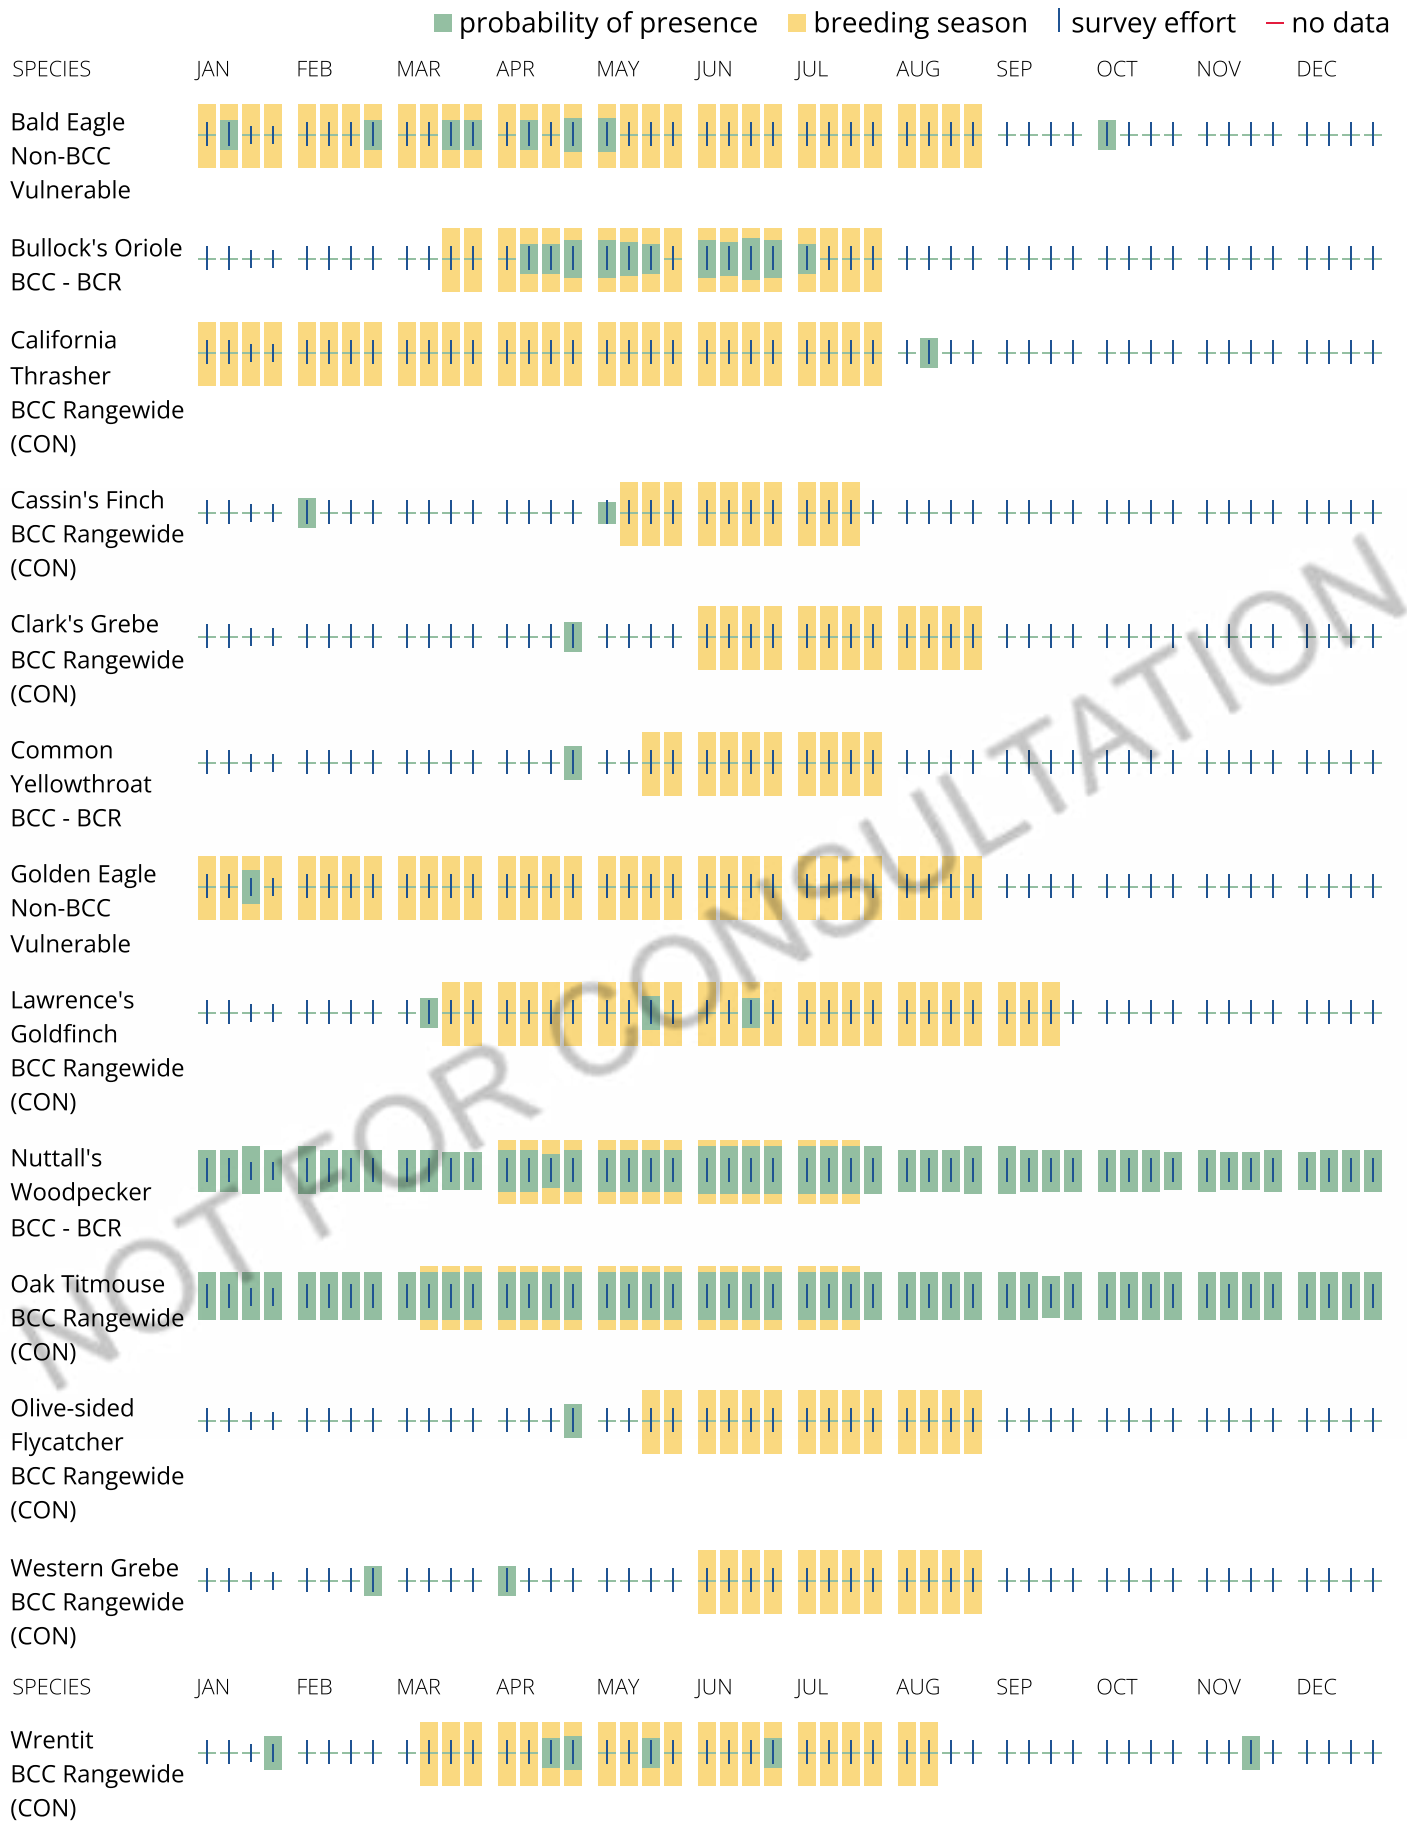 probability of presence breeding season survey effort no data
SPECIES JAN FEB MAR APR MAY JUN JUL AUG SEP OCT NOV DEC
Bald Eagle
Non-BCC
Vulnerable
Bullock's Oriole
BCC - BCR
California
Thrasher
BCC Rangewide
(CON)
Cassin's Finch
BCC Rangewide
(CON)
Clark's Grebe
BCC Rangewide
(CON)
Common
Yellowthroat
BCC - BCR
Golden Eagle
Non-BCC
Vulnerable
Lawrence's
Goldfinch
BCC Rangewide
(CON)
Nuttall's
Woodpecker
BCC - BCR
Oak Titmouse
BCC Rangewide
(CON)
Olive-sided
Flycatcher
BCC Rangewide
(CON)
Western Grebe
BCC Rangewide
(CON)
SPECIES JAN FEB MAR APR MAY JUN JUL AUG SEP OCT NOV DEC
Wrentit
BCC Rangewide
(CON)
NOT FOR CONSULTATION